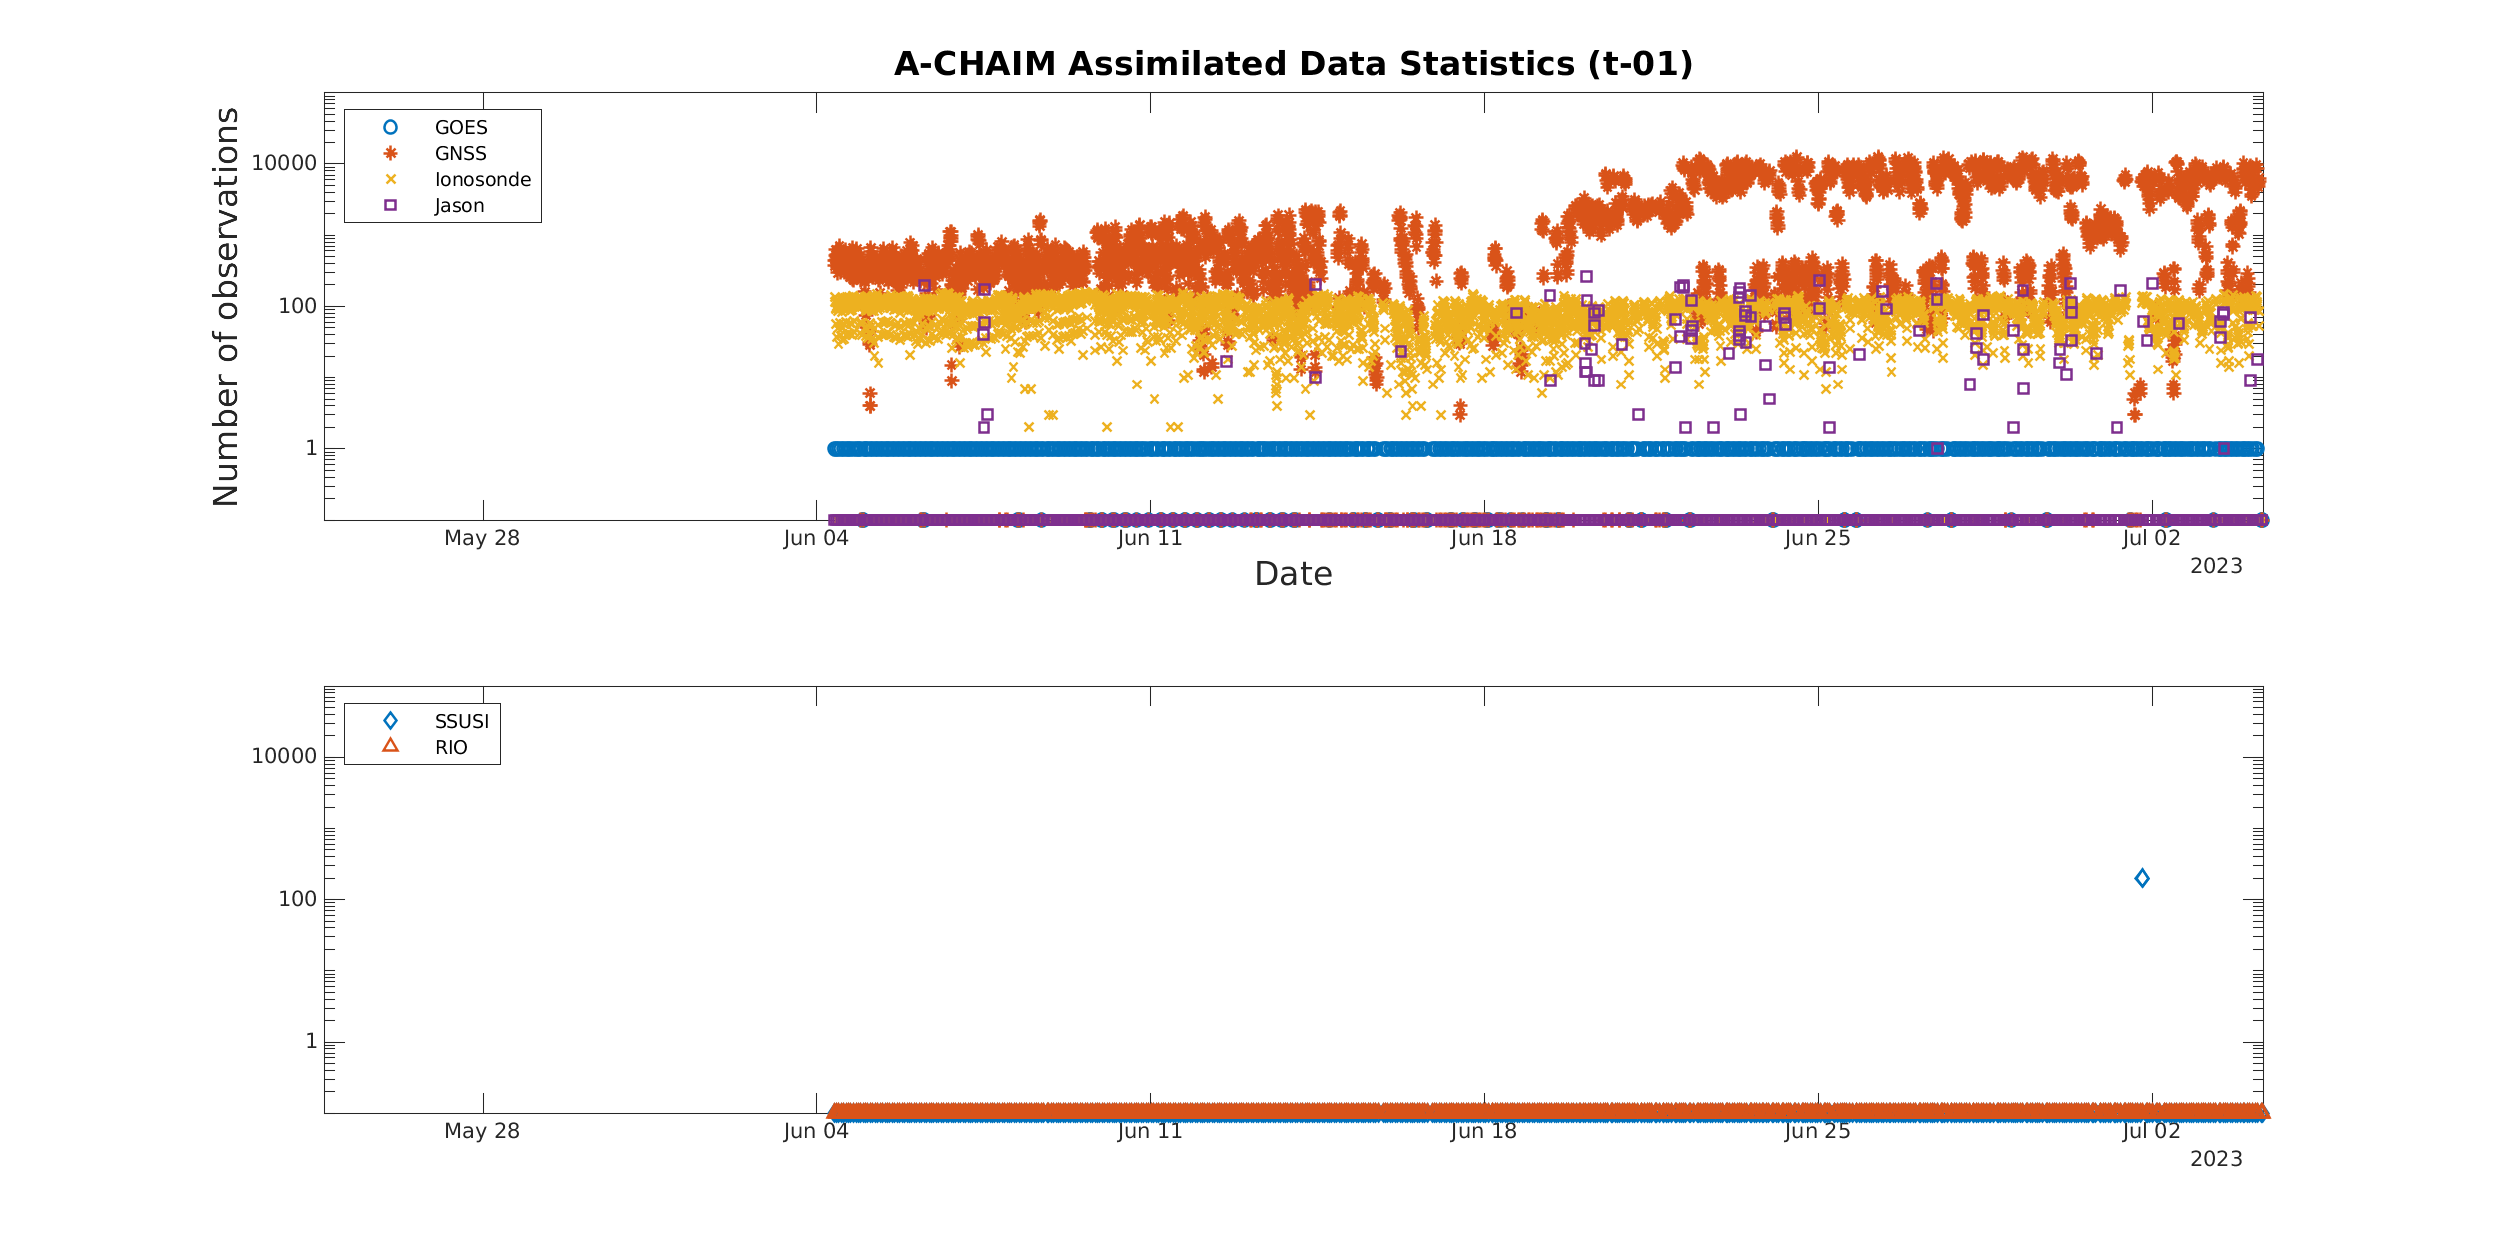 A-CHAIM Assimilated Data Statistics (t-01)
Number of observations
10000
100
1
GOES
GNSS
Ionosonde
Jason
May 28
Jun 04
Jun 11
Jun 18
Jun 25
Jul 02
2023
Date
10000
100
1
SSUSI
RIO
May 28
Jun 04
Jun 11
Jun 18
Jun 25
Jul 02
2023